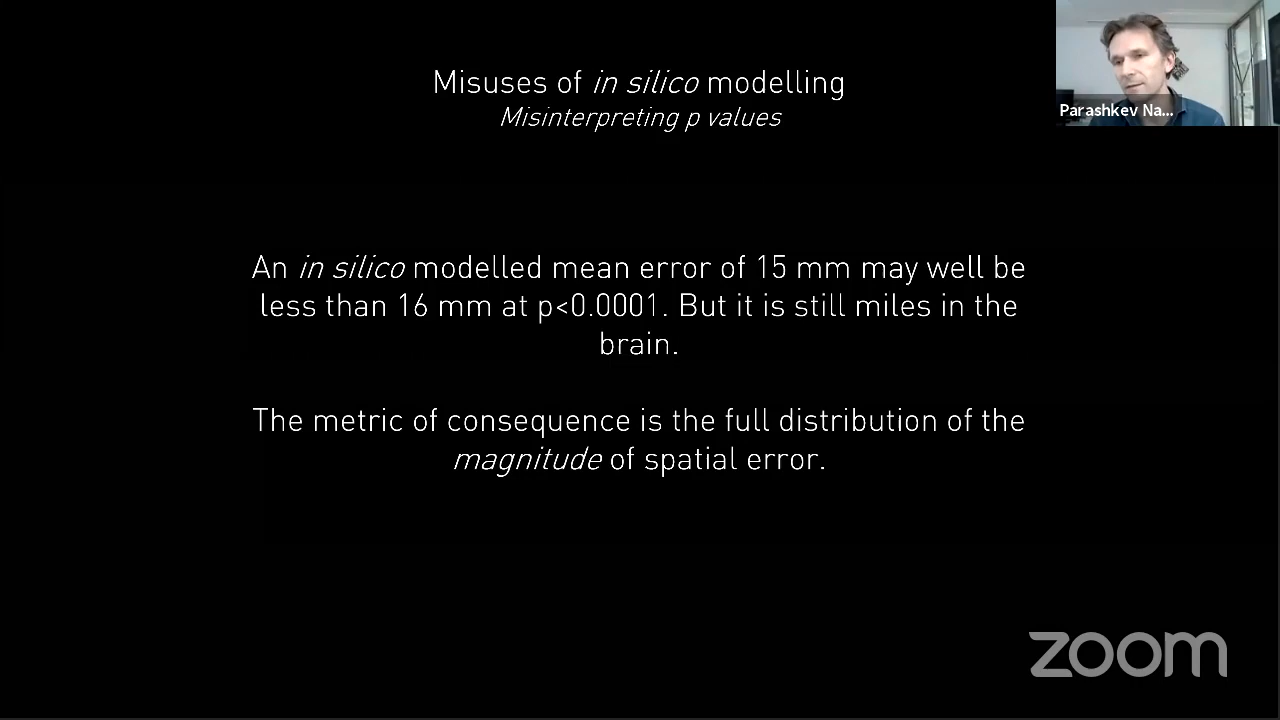 Misuses of in silico modelling
Misinterpreting p values
Parashkev Na...
An in silico modelled mean error of 15 mm may well be
less than 16 mm at p<0.0001. But it is still miles in the
brain.
The metric of consequence is the full distribution of the
magnitude of spatial error.
zoom